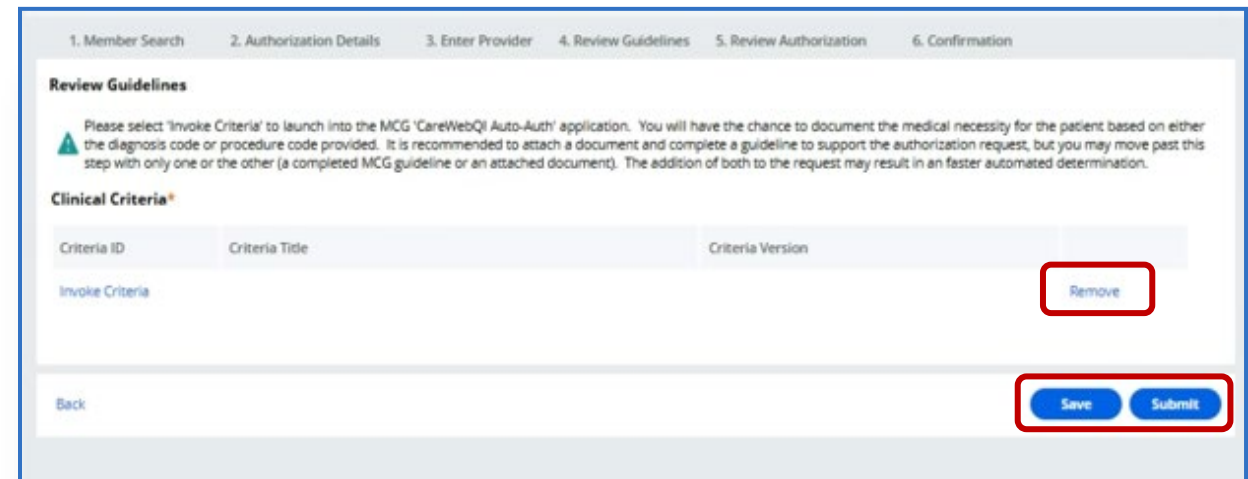 1. Member Search 2. Authorization Details 3. Enter Provider 4. Review Guidelines 5. Review Authorization 6. Confirmation
Review Guidelines
Please select 'Invoke Criteria' to launch into the MCG 'CareWebQI Auto-Auth' application. You will have the chance to document the medical necessity for the patient based on either
the diagnosis code or procedure code provided. It is recommended to attach a document and complete a guideline to support the authorization request, but you may move past this
step with only one or the other (a completed MCG guideline or an attached document). The addition of both to the request may result in an faster automated determination.
Clinical Criteria*
Criteria ID Criteria Title Criteria Version
Invoke Criteria Remove
Back Save Submit